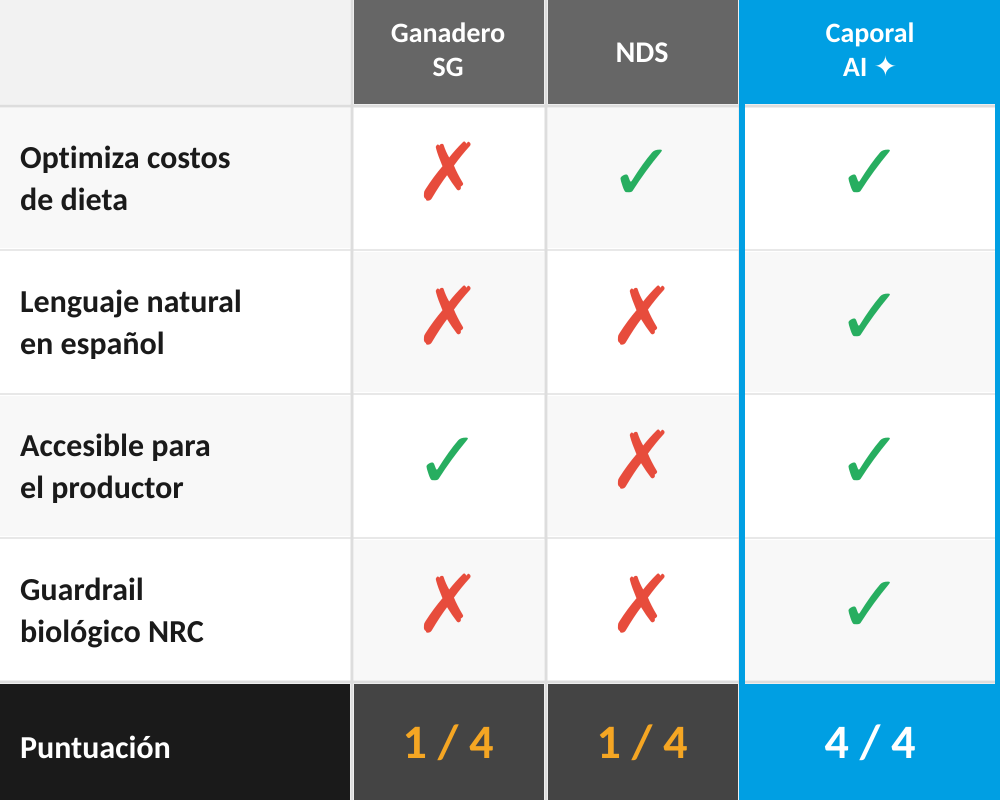 Ganadero
SG
NDS
Caporal
AI ✦
Optimiza costos
de dieta
✗ ✓ ✓
Lenguaje natural
en español
✗ ✗ ✓
Accesible para
el productor
✓ ✗ ✓
Guardrail
biológico NRC
✗ ✗ ✓
Puntuación
1 / 4
1 / 4
4 / 4